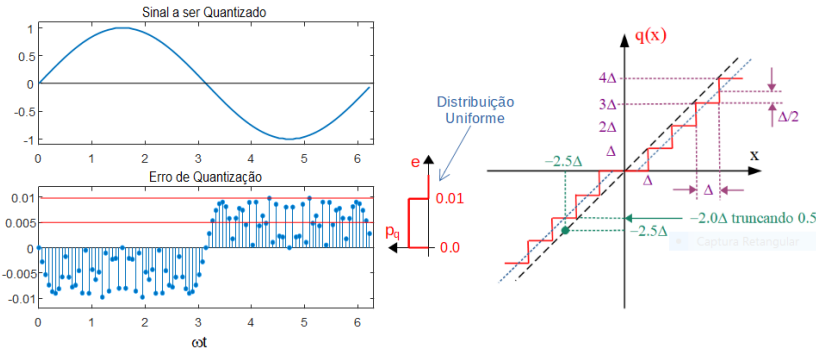 Sinal a ser Quantizado
1
0.5
0
-0.5
-1
0 1 2 3 4 5 6
Erro de Quantização
0.01
0.005
0
-0.005
-0.01
0 1 2 3 4 5 6
ωt
Distribuição
Uniforme
e
0.01
p_q
0.0
q(x)
4Δ
3Δ
2Δ
Δ
Δ/2
−2.5Δ
x
Δ
Δ
−2.0Δ truncando 0.5
−2.5Δ
Captura Retangular